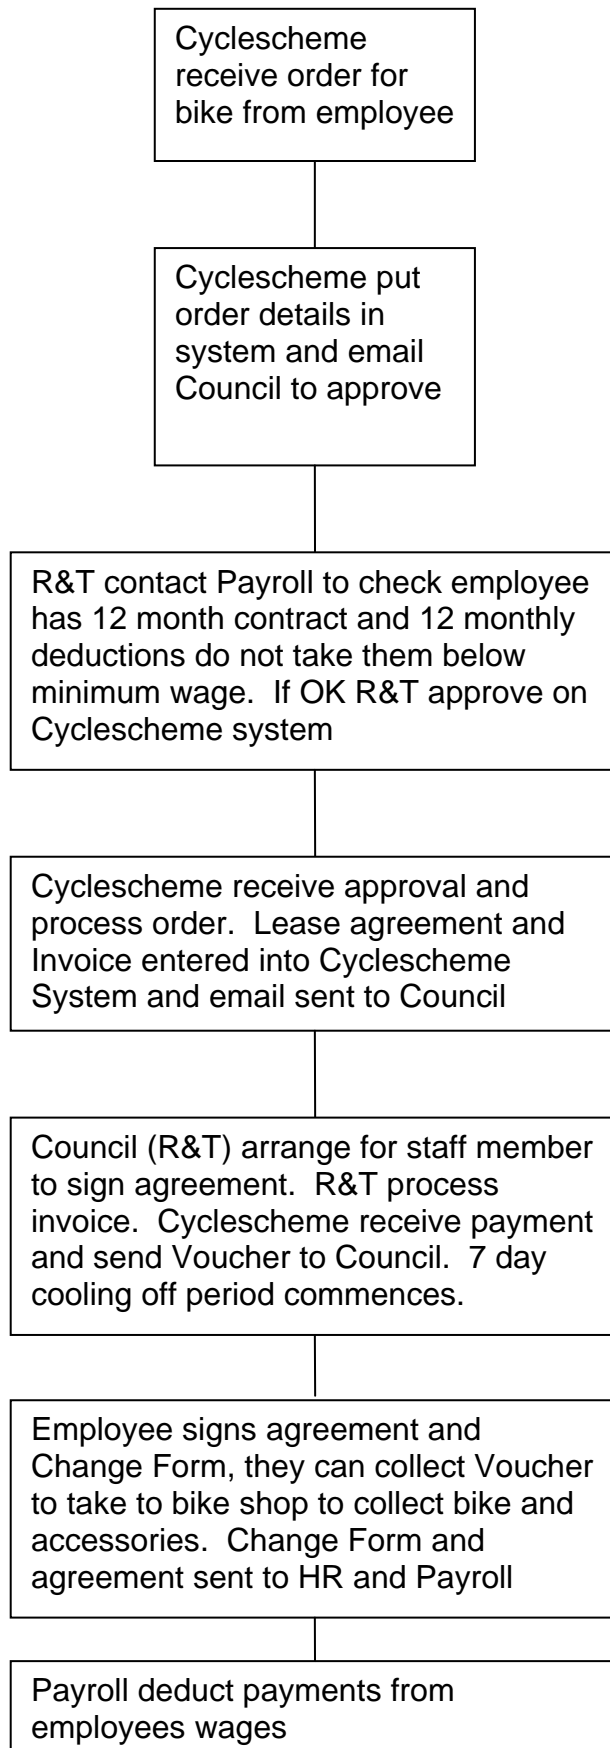 Cyclescheme
receive order for
bike from employee
Cyclescheme put
order details in
system and email
Council to approve
R&T contact Payroll to check employee
has 12 month contract and 12 monthly
deductions do not take them below
minimum wage.  If OK R&T approve on
Cyclescheme system
Cyclescheme receive approval and
process order.  Lease agreement and
Invoice entered into Cyclescheme
System and email sent to Council
Council (R&T) arrange for staff member
to sign agreement.  R&T process
invoice.  Cyclescheme receive payment
and send Voucher to Council.  7 day
cooling off period commences.
Employee signs agreement and
Change Form, they can collect Voucher
to take to bike shop to collect bike and
accessories.  Change Form and
agreement sent to HR and Payroll
Payroll deduct payments from
employees wages